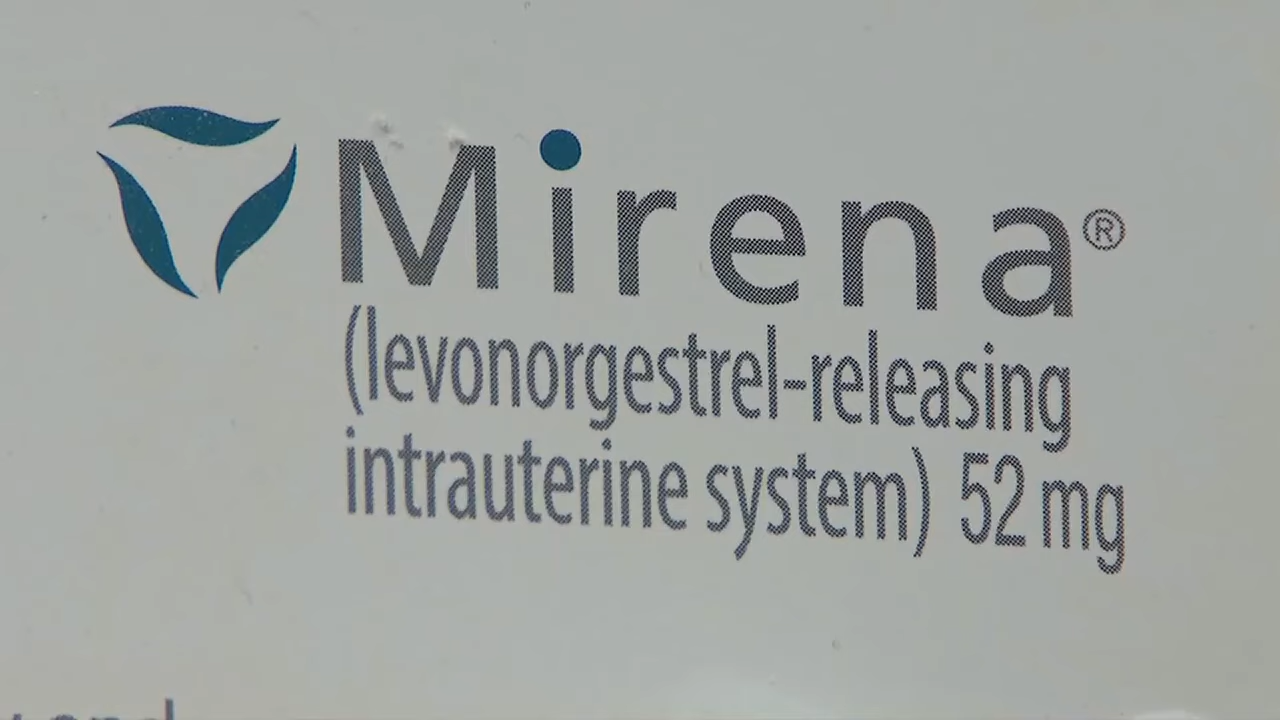 Mirena®
(levonorgestrel-releasing
intrauterine system) 52 mg